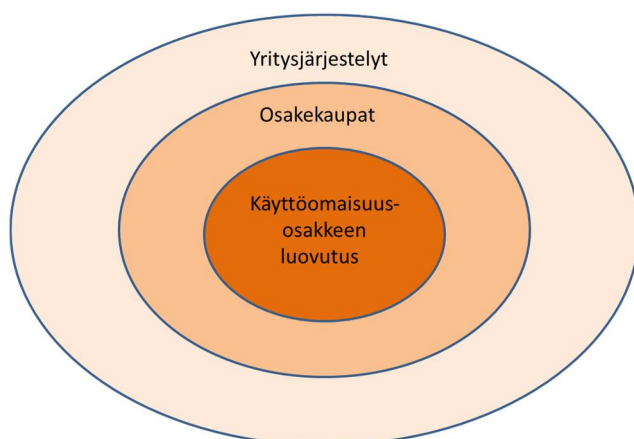 Yritysjärjestelyt
Osakekaupat
Käyttöomaisuus-
osakkeen
luovutus